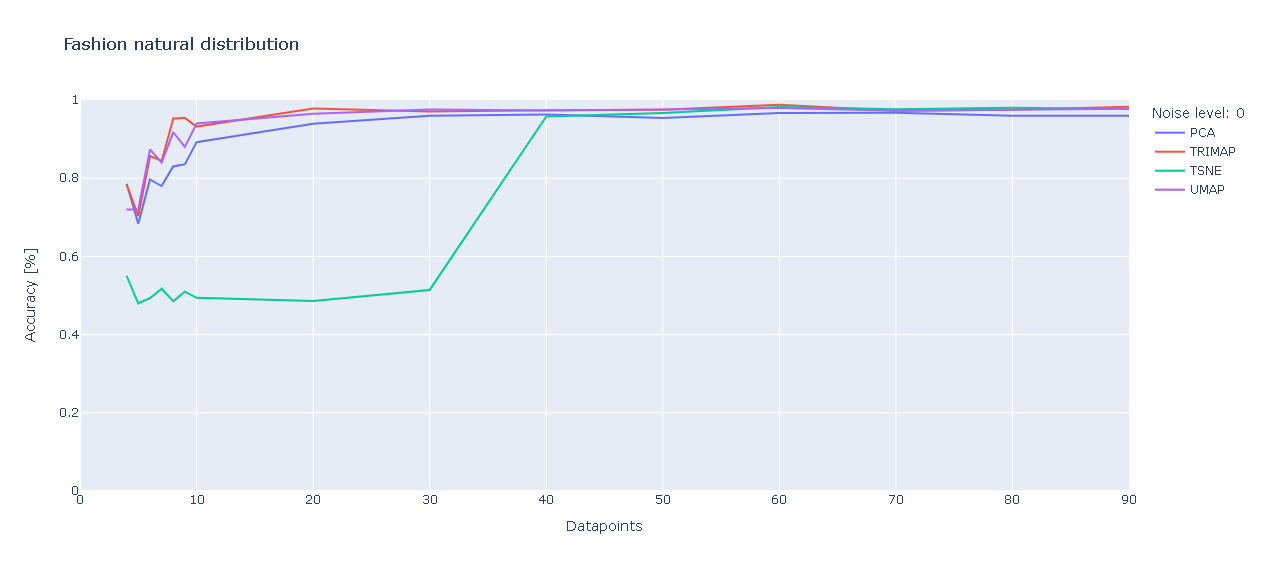 Fashion natural distribution
Accuracy [%]
1
0.8
0.6
0.4
0.2
0
0 10 20 30 40 50 60 70 80 90
Datapoints
Noise level: 0
PCA
TRIMAP
TSNE
UMAP